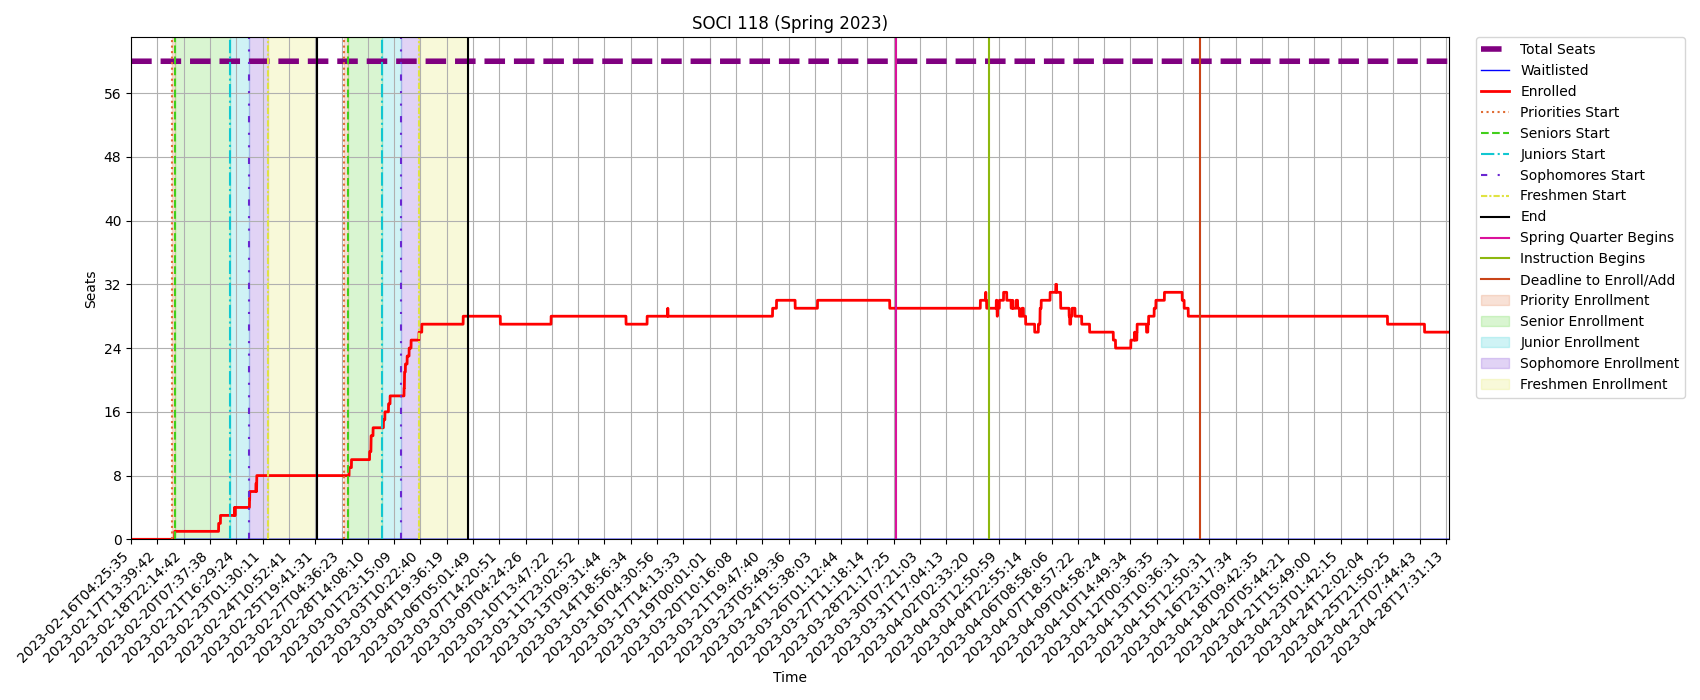 SOCI 118 (Spring 2023)
Seats
56
48
40
32
24
16
8
0
2023-02-16T04:25:35
2023-02-17T13:39:42
2023-02-18T22:14:42
2023-02-20T07:37:38
2023-02-21T16:29:24
2023-02-23T01:30:11
2023-02-24T10:52:41
2023-02-25T19:41:31
2023-02-27T04:36:23
2023-02-28T14:08:10
2023-03-01T23:15:09
2023-03-03T10:22:40
2023-03-04T19:36:19
2023-03-06T05:01:49
2023-03-07T14:20:51
2023-03-09T04:24:26
2023-03-10T13:47:22
2023-03-11T23:02:52
2023-03-13T09:31:44
2023-03-14T18:56:34
2023-03-16T04:30:56
2023-03-17T14:13:33
2023-03-19T00:01:01
2023-03-20T10:16:08
2023-03-21T19:47:40
2023-03-23T05:49:36
2023-03-24T15:38:03
2023-03-26T01:12:44
2023-03-27T11:18:14
2023-03-28T21:17:25
2023-03-30T07:21:03
2023-03-31T17:04:13
2023-04-02T02:33:20
2023-04-03T12:50:59
2023-04-04T22:55:14
2023-04-06T08:58:06
2023-04-07T18:57:22
2023-04-09T04:58:24
2023-04-10T14:49:34
2023-04-12T00:36:35
2023-04-13T10:36:31
2023-04-15T12:50:31
2023-04-16T23:17:34
2023-04-18T09:42:35
2023-04-20T05:44:21
2023-04-21T15:49:00
2023-04-23T01:42:15
2023-04-24T12:02:04
2023-04-25T21:50:25
2023-04-27T07:44:43
2023-04-28T17:31:13
Time
Total Seats
Waitlisted
Enrolled
Priorities Start
Seniors Start
Juniors Start
Sophomores Start
Freshmen Start
End
Spring Quarter Begins
Instruction Begins
Deadline to Enroll/Add
Priority Enrollment
Senior Enrollment
Junior Enrollment
Sophomore Enrollment
Freshmen Enrollment